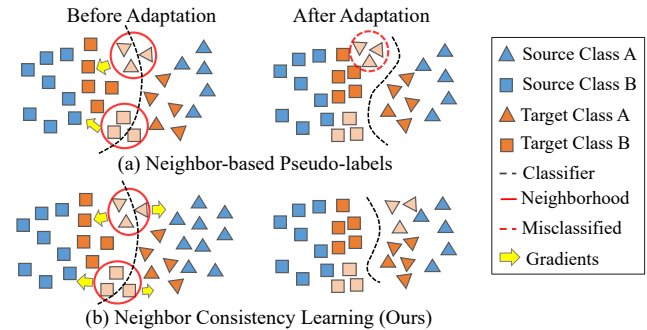 Before Adaptation
After Adaptation
(a) Neighbor-based Pseudo-labels
(b) Neighbor Consistency Learning (Ours)
Source Class A
Source Class B
Target Class A
Target Class B
Classifier
Neighborhood
Misclassified
Gradients